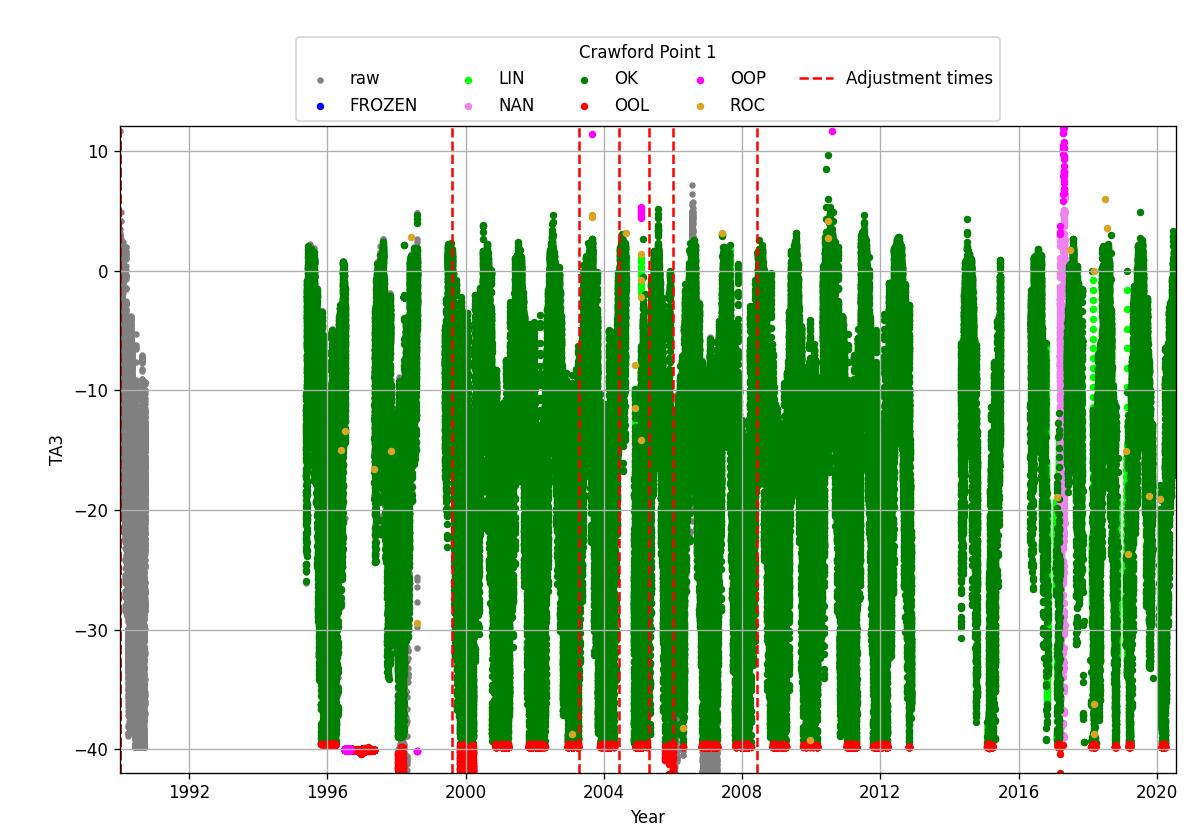 Crawford Point 1
raw LIN OK OOP Adjustment times
FROZEN NAN OOL ROC
10
0
−10
−20
−30
−40
TA3
1992 1996 2000 2004 2008 2012 2016 2020
Year